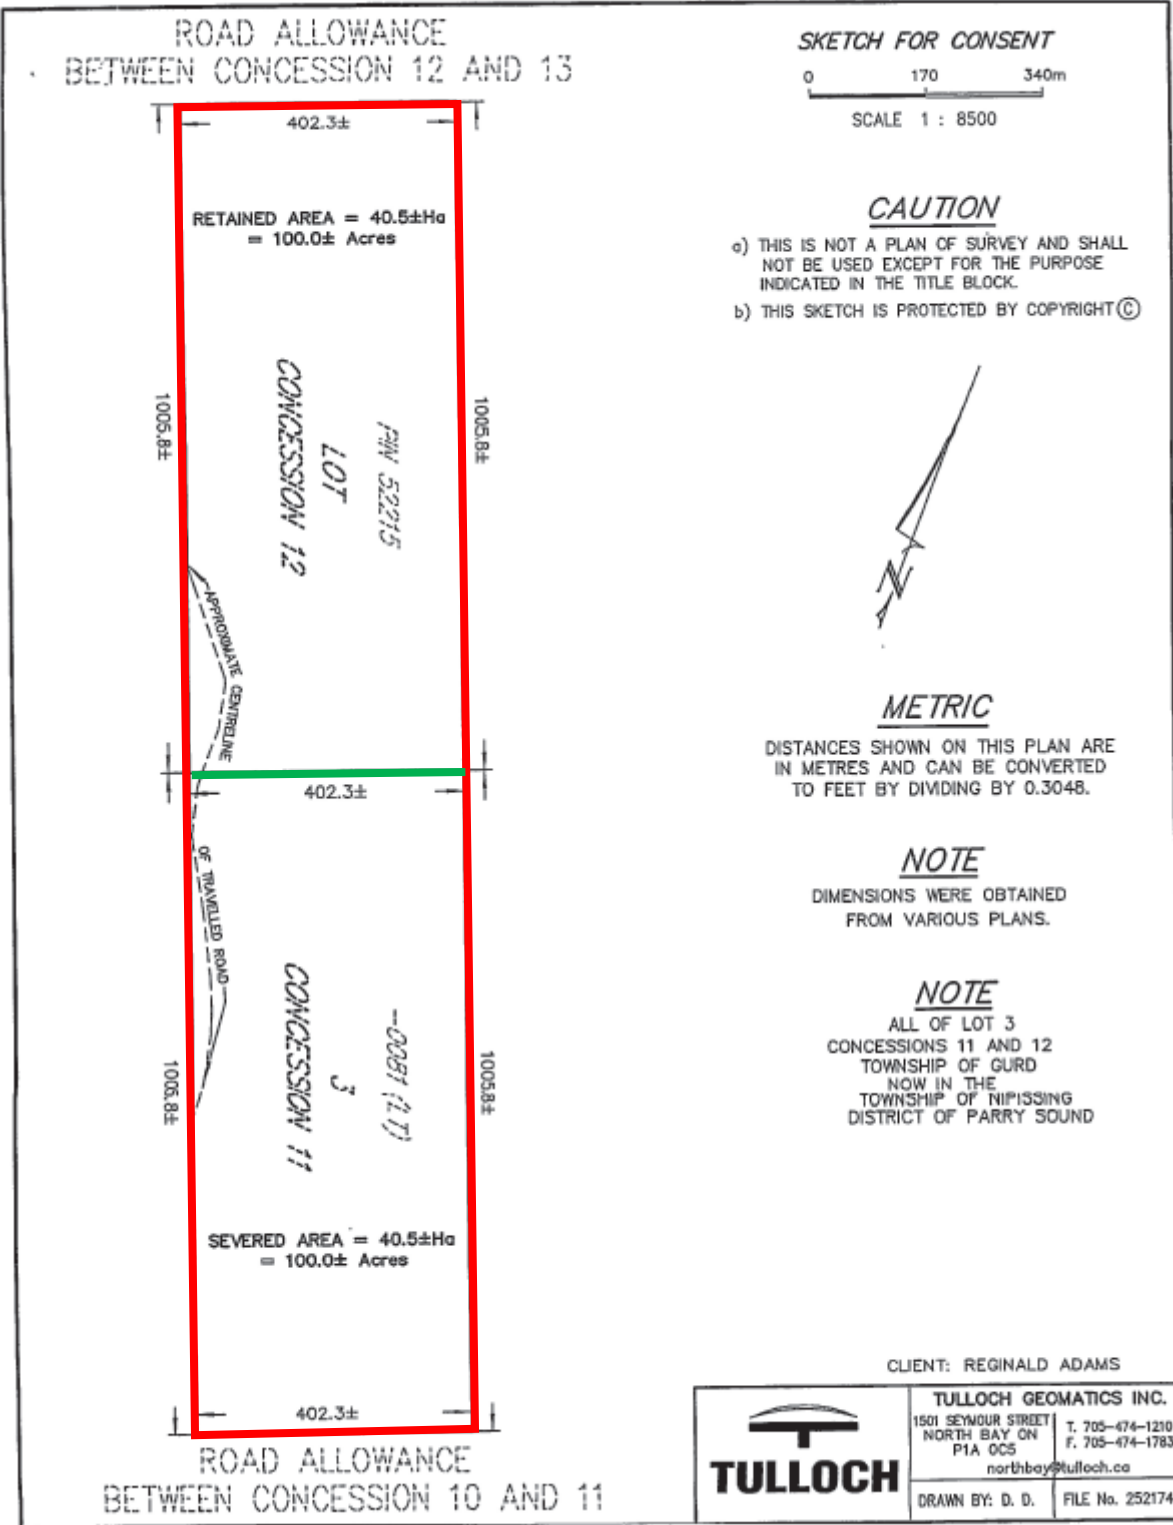 ROAD ALLOWANCE
BETWEEN CONCESSION 12 AND 13
402.3±
RETAINED AREA = 40.5±Ha
= 100.0± Acres
1005.8±
1005.8±
PIN 52215
LOT
CONCESSION 12
APPROXIMATE CENTRELINE
402.3±
OF TRAVELLED ROAD
--0081 (LT)
3
CONCESSION 11
1005.8±
1005.8±
SEVERED AREA = 40.5±Ha
= 100.0± Acres
402.3±
ROAD ALLOWANCE
BETWEEN CONCESSION 10 AND 11
SKETCH FOR CONSENT
0 170 340m
SCALE 1 : 8500
CAUTION
a) THIS IS NOT A PLAN OF SURVEY AND SHALL
NOT BE USED EXCEPT FOR THE PURPOSE
INDICATED IN THE TITLE BLOCK.
b) THIS SKETCH IS PROTECTED BY COPYRIGHT ©
N
METRIC
DISTANCES SHOWN ON THIS PLAN ARE
IN METRES AND CAN BE CONVERTED
TO FEET BY DIVIDING BY 0.3048.
NOTE
DIMENSIONS WERE OBTAINED
FROM VARIOUS PLANS.
NOTE
ALL OF LOT 3
CONCESSIONS 11 AND 12
TOWNSHIP OF GURD
NOW IN THE
TOWNSHIP OF NIPISSING
DISTRICT OF PARRY SOUND
CLIENT: REGINALD ADAMS
TULLOCH
TULLOCH GEOMATICS INC.
1501 SEYMOUR STREET
NORTH BAY ON
P1A 0C5
T. 705-474-1210
F. 705-474-1783
northbay@tulloch.ca
DRAWN BY: D. D.
FILE No. 252174